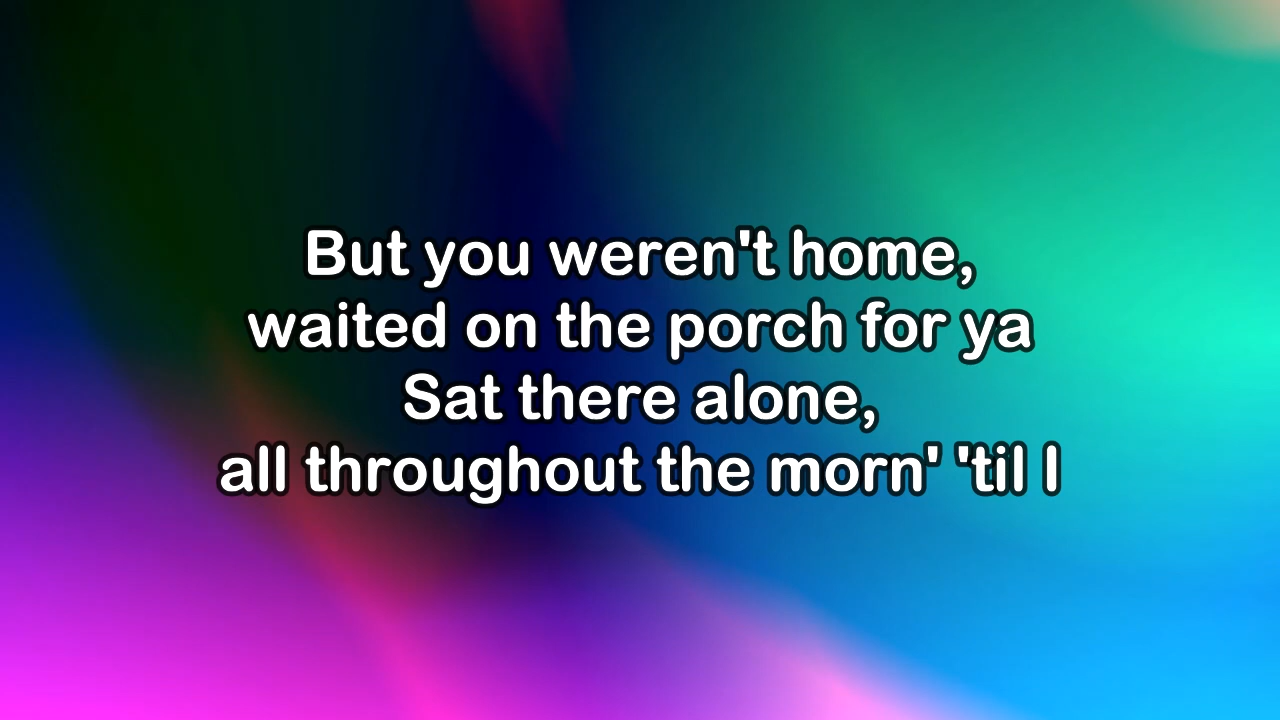 But you weren't home,
waited on the porch for ya
Sat there alone,
all throughout the morn' 'til I